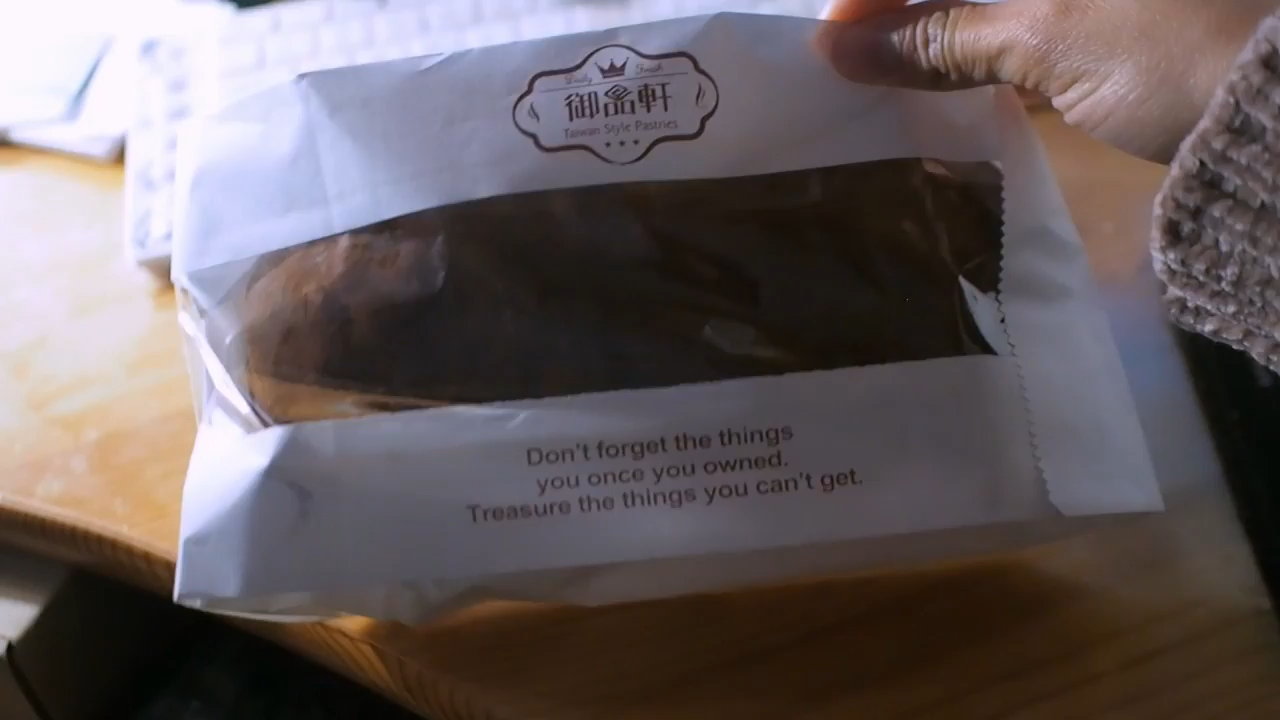 Daily Fresh
御品軒
Taiwan Style Pastries
Don't forget the things
you once you owned.
Treasure the things you can't get.